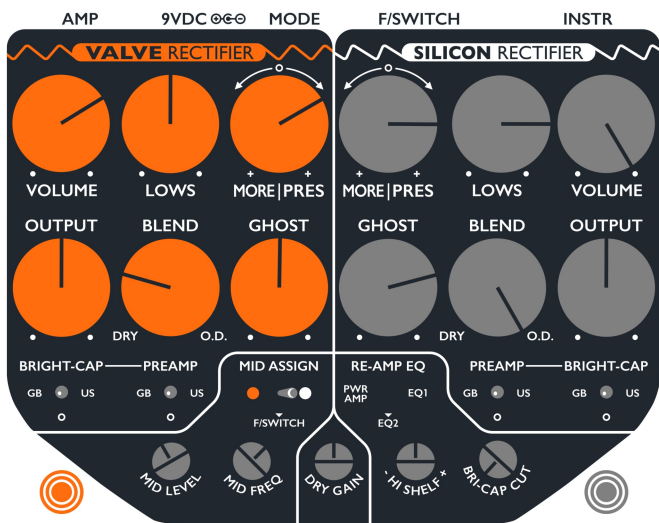 AMP 9VDC MODE F/SWITCH INSTR
VALVE RECTIFIER SILICON RECTIFIER
VOLUME LOWS MORE|PRES MORE|PRES LOWS VOLUME
OUTPUT BLEND GHOST GHOST BLEND OUTPUT
DRY O.D. DRY O.D.
BRIGHT-CAP PREAMP MID ASSIGN RE-AMP EQ PREAMP BRIGHT-CAP
GB US GB US PWR AMP EQ1 GB US GB US
F/SWITCH EQ2
MID LEVEL MID FREQ DRY GAIN - HI SHELF + BRI-CAP CUT